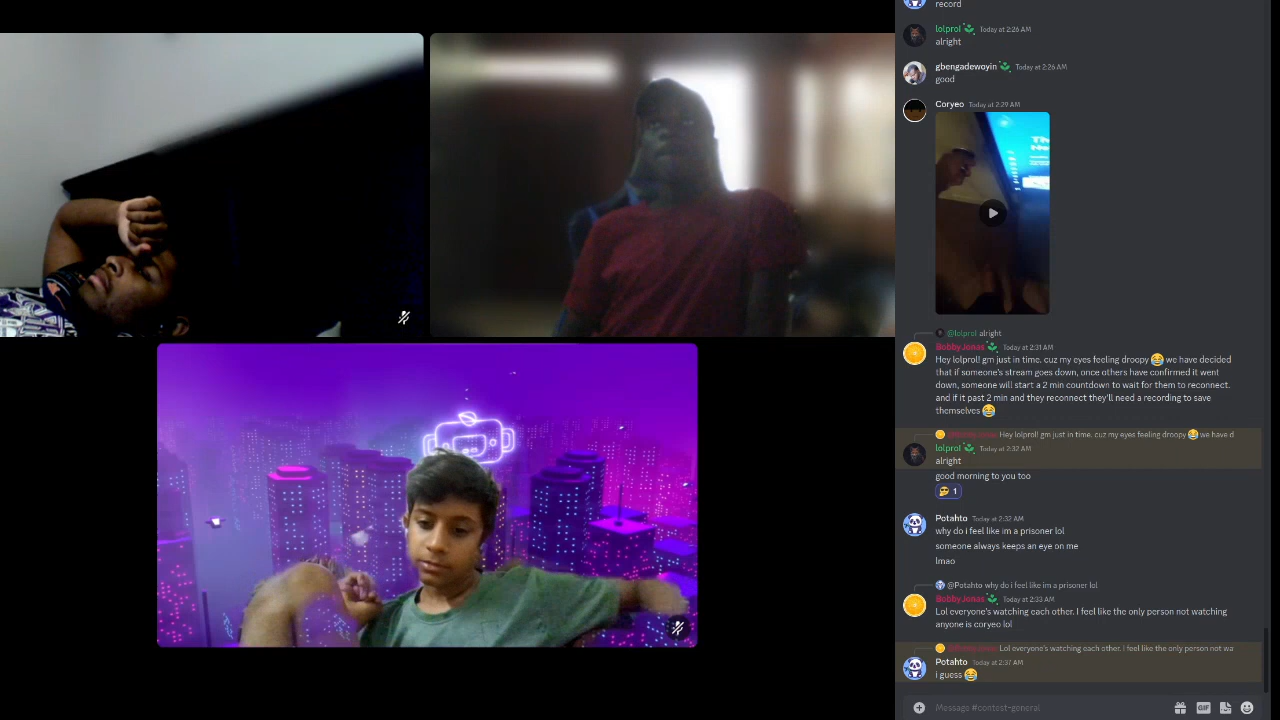 record
lolprol Today at 2:26 AM
alright
gbengadewoyin Today at 2:26 AM
good
Coryeo Today at 2:29 AM
@lolprol alright
BobbyJonas Today at 2:31 AM
Hey lolprol! gm just in time. cuz my eyes feeling droopy 😂 we have decided
that if someone's stream goes down, once others have confirmed it went
down, someone will start a 2 min countdown to wait for them to reconnect.
and if it past 2 min and they reconnect they'll need a recording to save
themselves 😂
Hey lolprol! gm just in time. cuz my eyes feeling droopy 😂 we have d
lolprol Today at 2:32 AM
alright
good morning to you too
1
Potahto Today at 2:32 AM
why do i feel like im a prisoner lol
someone always keeps an eye on me
lmao
@Potahto why do i feel like im a prisoner lol
BobbyJonas Today at 2:33 AM
Lol everyone's watching each other. I feel like the only person not watching
anyone is coryeo lol
Lol everyone's watching each other. I feel like the only person not wa
Potahto Today at 2:37 AM
i guess 😂
Message #contest-general
GIF